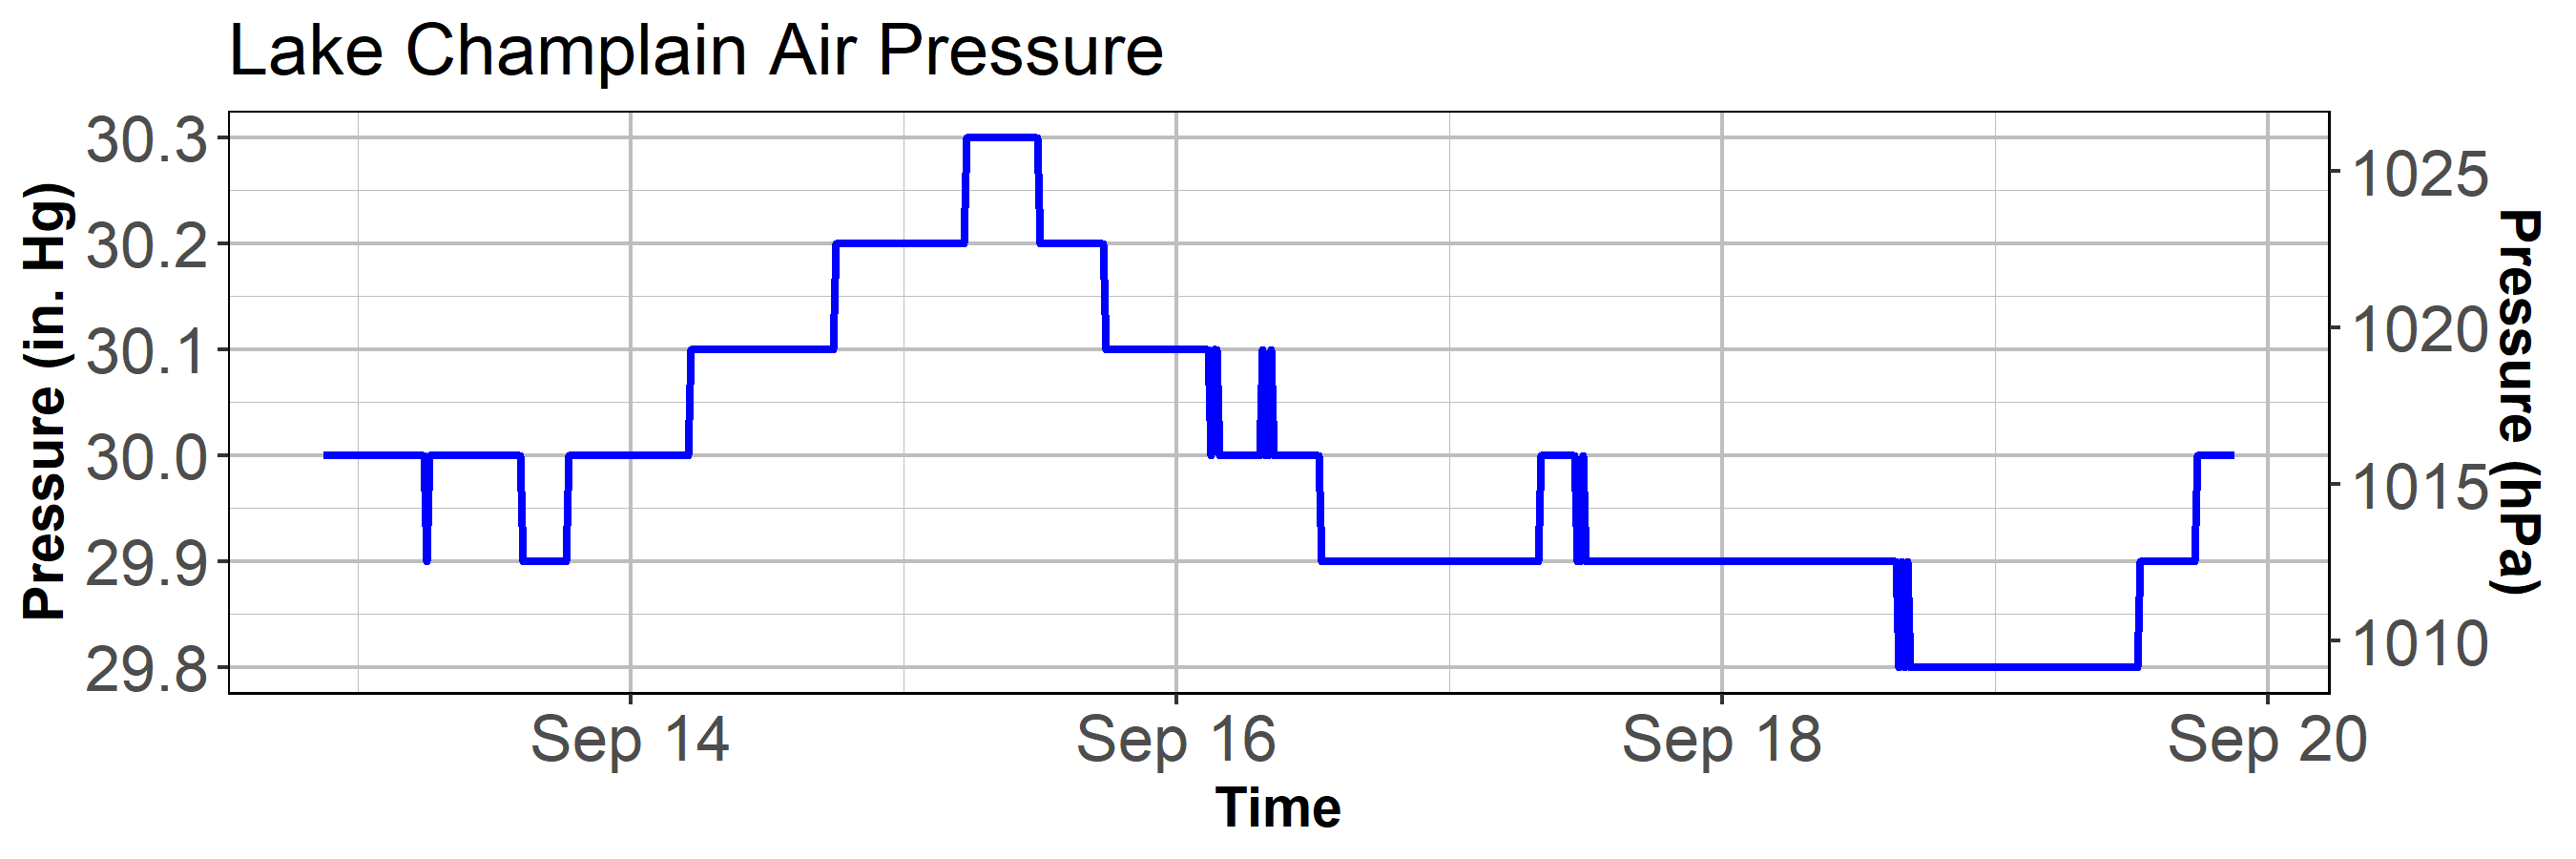 Lake Champlain Air Pressure
Pressure (in. Hg)
30.3
30.2
30.1
30.0
29.9
29.8
1025
1020
1015
1010
Pressure (hPa)
Sep 14 Sep 16 Sep 18 Sep 20
Time